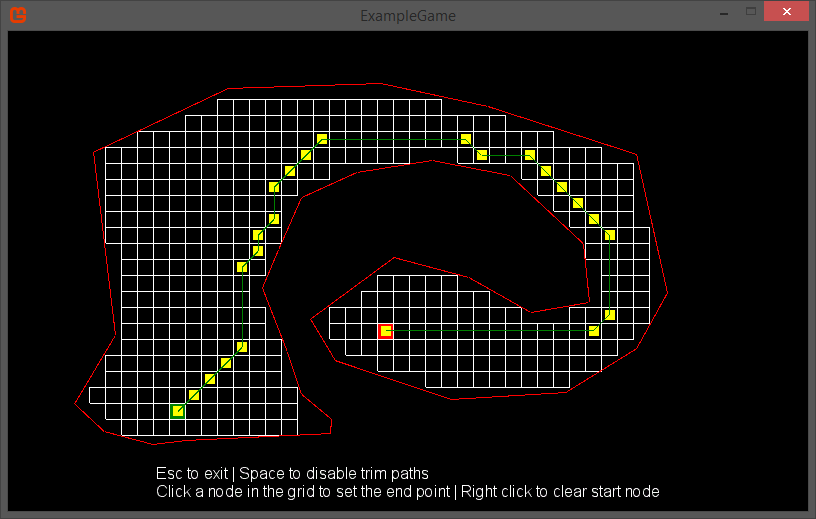 ExampleGame
Esc to exit | Space to disable trim paths
Click a node in the grid to set the end point | Right click to clear start node